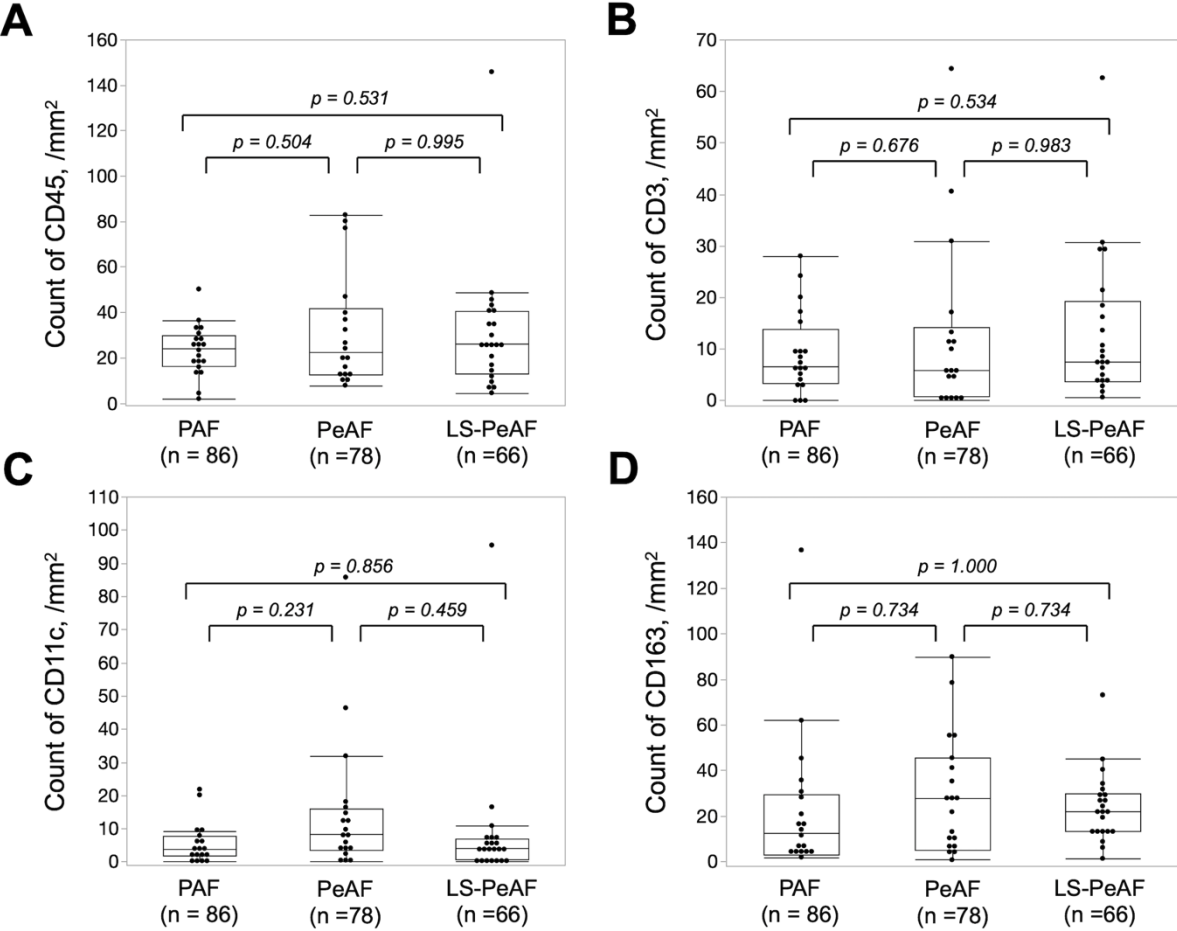 A
Count of CD45, /mm²
160
140
120
100
80
60
40
20
0
p = 0.531
p = 0.504
p = 0.995
PAF
(n = 86)
PeAF
(n =78)
LS-PeAF
(n =66)
B
Count of CD3, /mm²
70
60
50
40
30
20
10
0
p = 0.534
p = 0.676
p = 0.983
PAF
(n = 86)
PeAF
(n =78)
LS-PeAF
(n =66)
C
Count of CD11c, /mm²
110
100
90
80
70
60
50
40
30
20
10
0
p = 0.856
p = 0.231
p = 0.459
PAF
(n = 86)
PeAF
(n =78)
LS-PeAF
(n =66)
D
Count of CD163, /mm²
160
140
120
100
80
60
40
20
0
p = 1.000
p = 0.734
p = 0.734
PAF
(n = 86)
PeAF
(n =78)
LS-PeAF
(n =66)